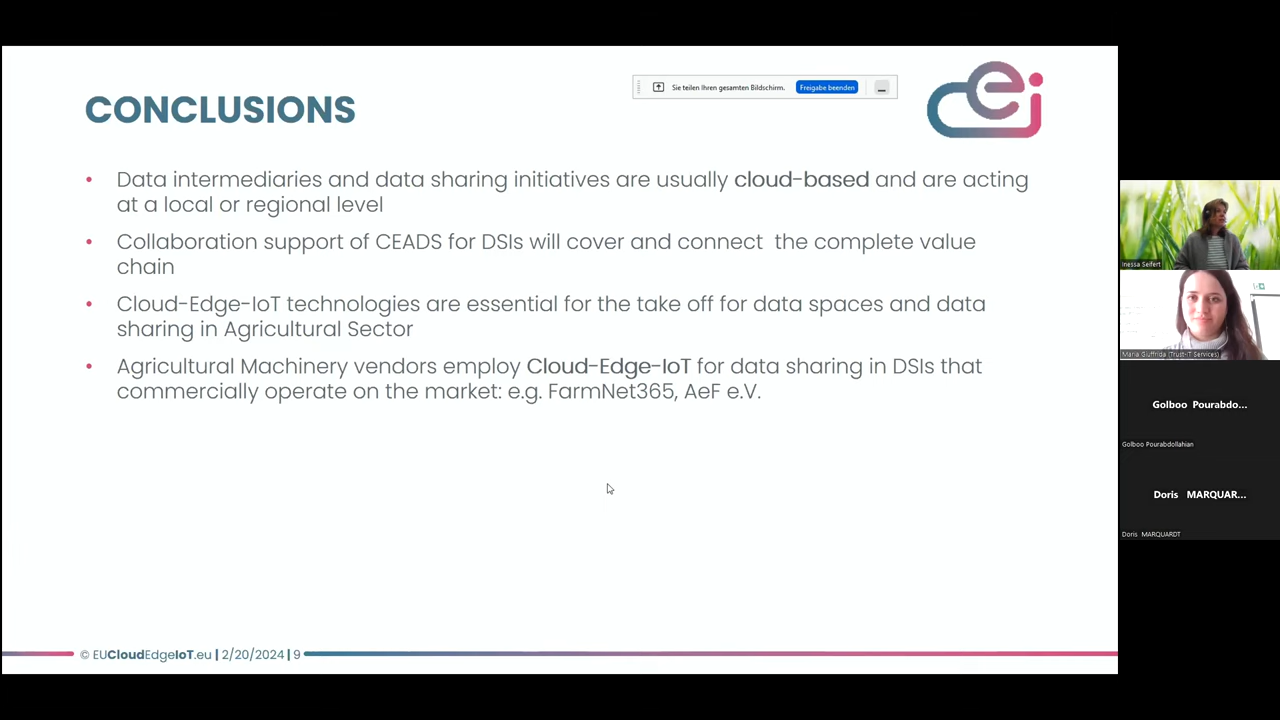 CONCLUSIONS
Sie teilen Ihren gesamten Bildschirm.
Freigabe beenden
ei
• Data intermediaries and data sharing initiatives are usually cloud-based and are acting
at a local or regional level
• Collaboration support of CEADS for DSIs will cover and connect the complete value
chain
• Cloud-Edge-IoT technologies are essential for the take off for data spaces and data
sharing in Agricultural Sector
• Agricultural Machinery vendors employ Cloud-Edge-IoT for data sharing in DSIs that
commercially operate on the market: e.g. FarmNet365, AeF e.V.
© EUCloudEdgeIoT.eu | 2/20/2024 | 9
Inessa Seifert
Maria Giuffrida (Trust-IT Services)
Golboo Pourabdo...
Golboo Pourabdollahian
Doris MARQUAR...
Doris MARQUARDT